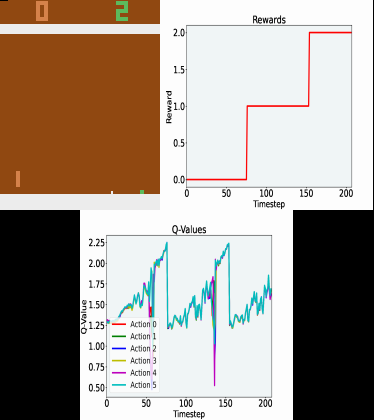 0 2
Rewards
2.0
1.5
1.0
0.5
0.0
Reward
0 50 100 150 200
Timestep
Q-Values
2.25
2.00
1.75
1.50
1.25
1.00
0.75
0.50
Q-Value
Action 0
Action 1
Action 2
Action 3
Action 4
Action 5
0 50 100 150 200
Timestep